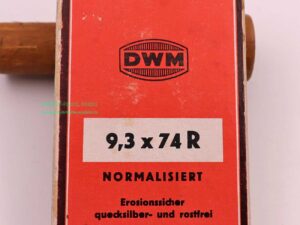 DWM
9,3 x 74 R
NORMALISIERT
Erosionssicher
quecksilber- und rostfrei